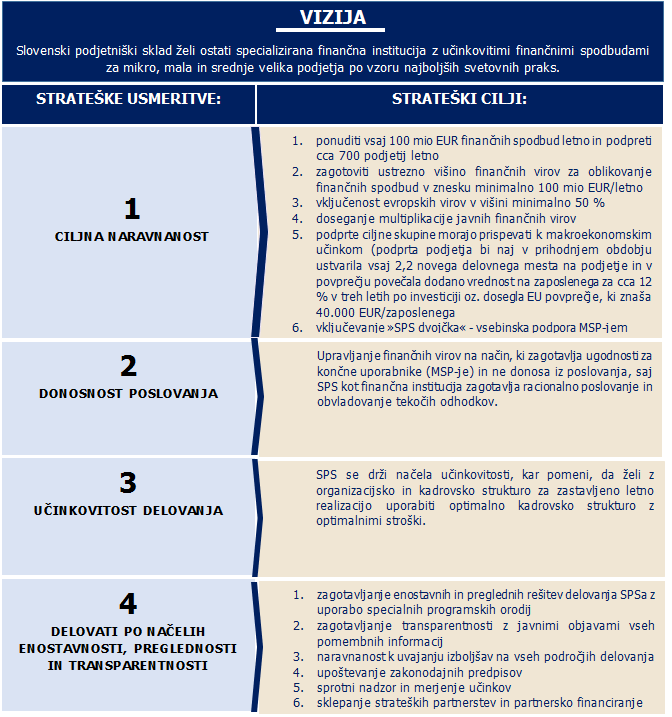 VIZIJA
Slovenski podjetniški sklad želi ostati specializirana finančna institucija z učinkovitimi finančnimi spodbudami
za mikro, mala in srednje velika podjetja po vzoru najboljših svetovnih praks.
STRATEŠKE USMERITVE:
STRATEŠKI CILJI:
1
CILJNA NARAVNANOST
1. ponuditi vsaj 100 mio EUR finančnih spodbud letno in podpreti
cca 700 podjetij letno
2. zagotoviti ustrezno višino finančnih virov za oblikovanje
finančnih spodbud v znesku minimalno 100 mio EUR/letno
3. vključenost evropskih virov v višini minimalno 50 %
4. doseganje multiplikacije javnih finančnih virov
5. podprte ciljne skupine morajo prispevati k makroekonomskim
učinkom (podprta podjetja bi naj v prihodnjem obdobju
ustvarila vsaj 2,2 novega delovnega mesta na podjetje in v
povprečju povečala dodano vrednost na zaposlenega za cca 12
% v treh letih po investiciji oz. dosegla EU povprečje, ki znaša
40.000 EUR/zaposlenega
6. vključevanje »SPS dvojčka« - vsebinska podpora MSP-jem
2
DONOSNOST POSLOVANJA
Upravljanje finančnih virov na način, ki zagotavlja ugodnosti za
končne uporabnike (MSP-je) in ne donosa iz poslovanja, saj
SPS kot finančna institucija zagotavlja racionalno poslovanje in
obvladovanje tekočih odhodkov.
3
UČINKOVITOST DELOVANJA
SPS se drži načela učinkovitosti, kar pomeni, da želi z
organizacijsko in kadrovsko strukturo za zastavljeno letno
realizacijo uporabiti optimalno kadrovsko strukturo z
optimalnimi stroški.
4
DELOVATI PO NAČELIH
ENOSTAVNOSTI, PREGLEDNOSTI
IN TRANSPARENTNOSTI
1. zagotavljanje enostavnih in preglednih rešitev delovanja SPSa z
uporabo specialnih programskih orodij
2. zagotavljanje transparentnosti z javnimi objavami vseh
pomembnih informacij
3. naravnanost k uvajanju izboljšav na vseh področjih delovanja
4. upoštevanje zakonodajnih predpisov
5. sprotni nadzor in merjenje učinkov
6. sklepanje strateških partnerstev in partnersko financiranje